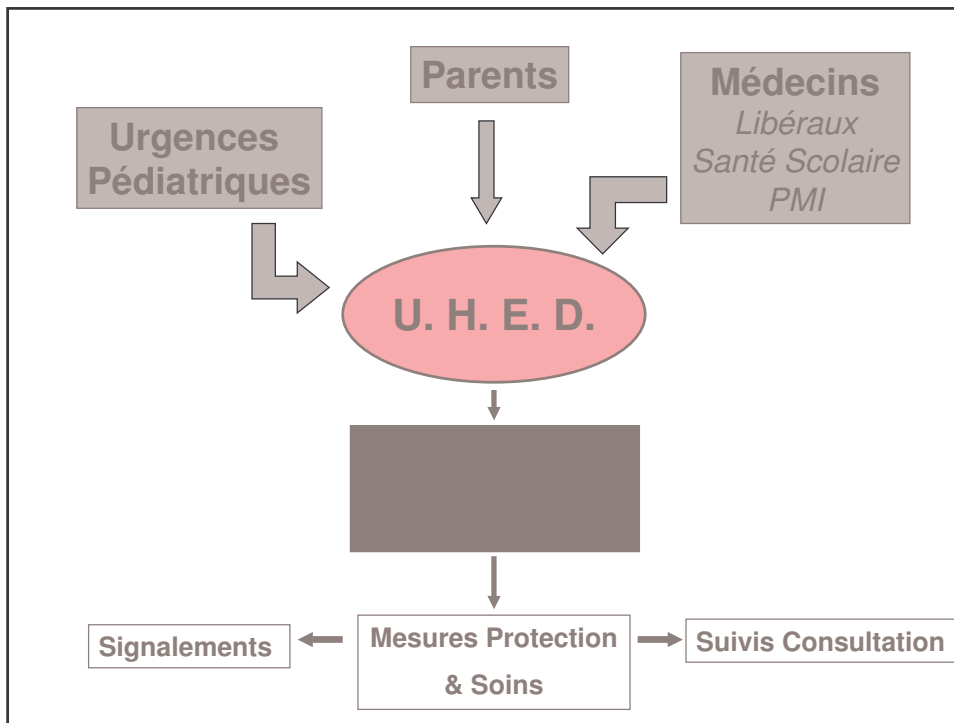 Parents
Médecins
Libéraux
Santé Scolaire
PMI
Urgences
Pédiatriques
U. H. E. D.
Signalements
Mesures Protection
& Soins
Suivis Consultation